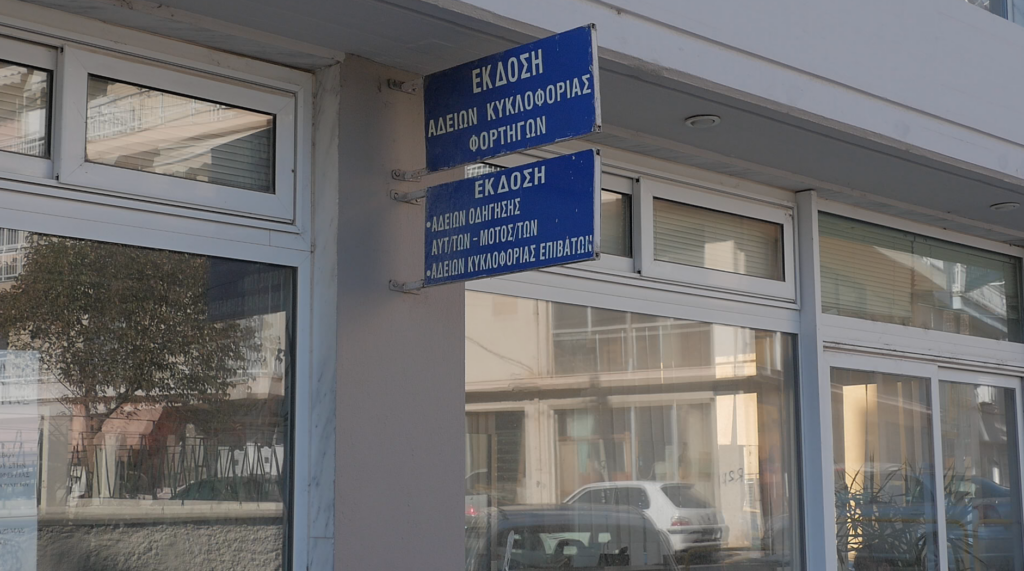 ΕΚΔΟΣΗ
ΑΔΕΙΩΝ ΚΥΚΛΟΦΟΡΙΑΣ
ΦΟΡΤΗΓΩΝ
ΕΚΔΟΣΗ
•ΑΔΕΙΩΝ ΟΔΗΓΗΣΗΣ
ΑΥΤ/ΤΩΝ - ΜΟΤΟΣ/ΤΩΝ
•ΑΔΕΙΩΝ ΚΥΚΛΟΦΟΡΙΑΣ ΕΠΙΒΑΤΩΝ